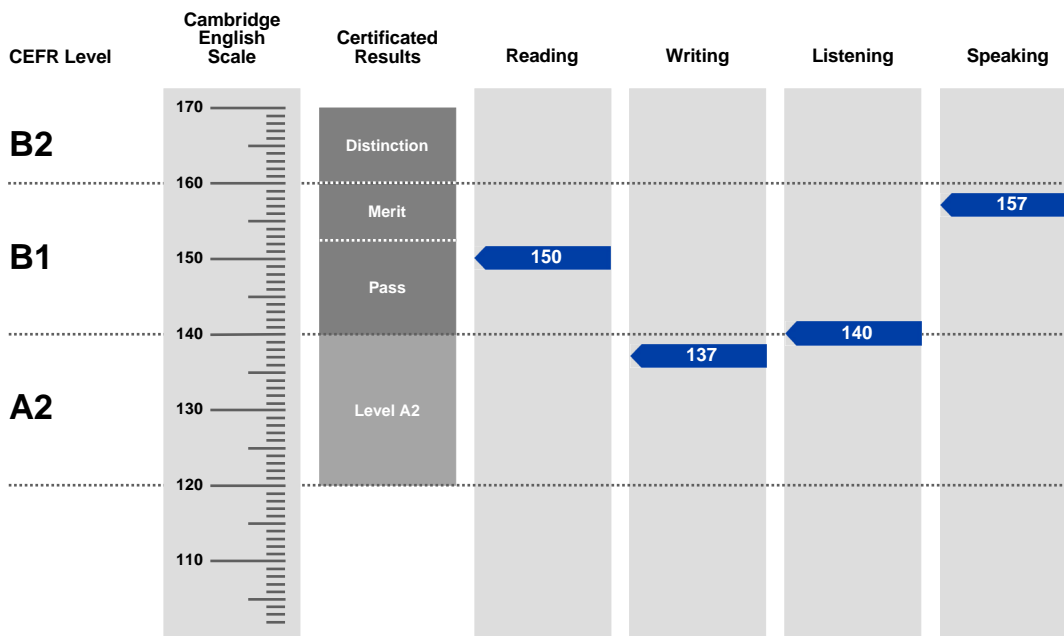 CEFR Level
Cambridge
English
Scale
Certificated
Results
Reading
Writing
Listening
Speaking
170
B2
Distinction
160
Merit
157
B1
150
150
Pass
140
140
137
A2
130
Level A2
120
110